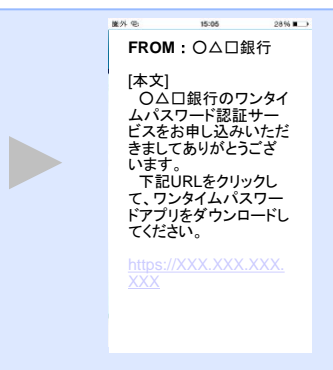 圏外 15:05 28%
FROM：〇△□銀行
[本文]
〇△□銀行のワンタイ
ムパスワード認証サー
ビスをお申し込みいただ
きましてありがとうござ
います。
下記URLをクリックし
て、ワンタイムパスワー
ドアプリをダウンロードし
てください。
https://XXX.XXX.XXX.
XXX